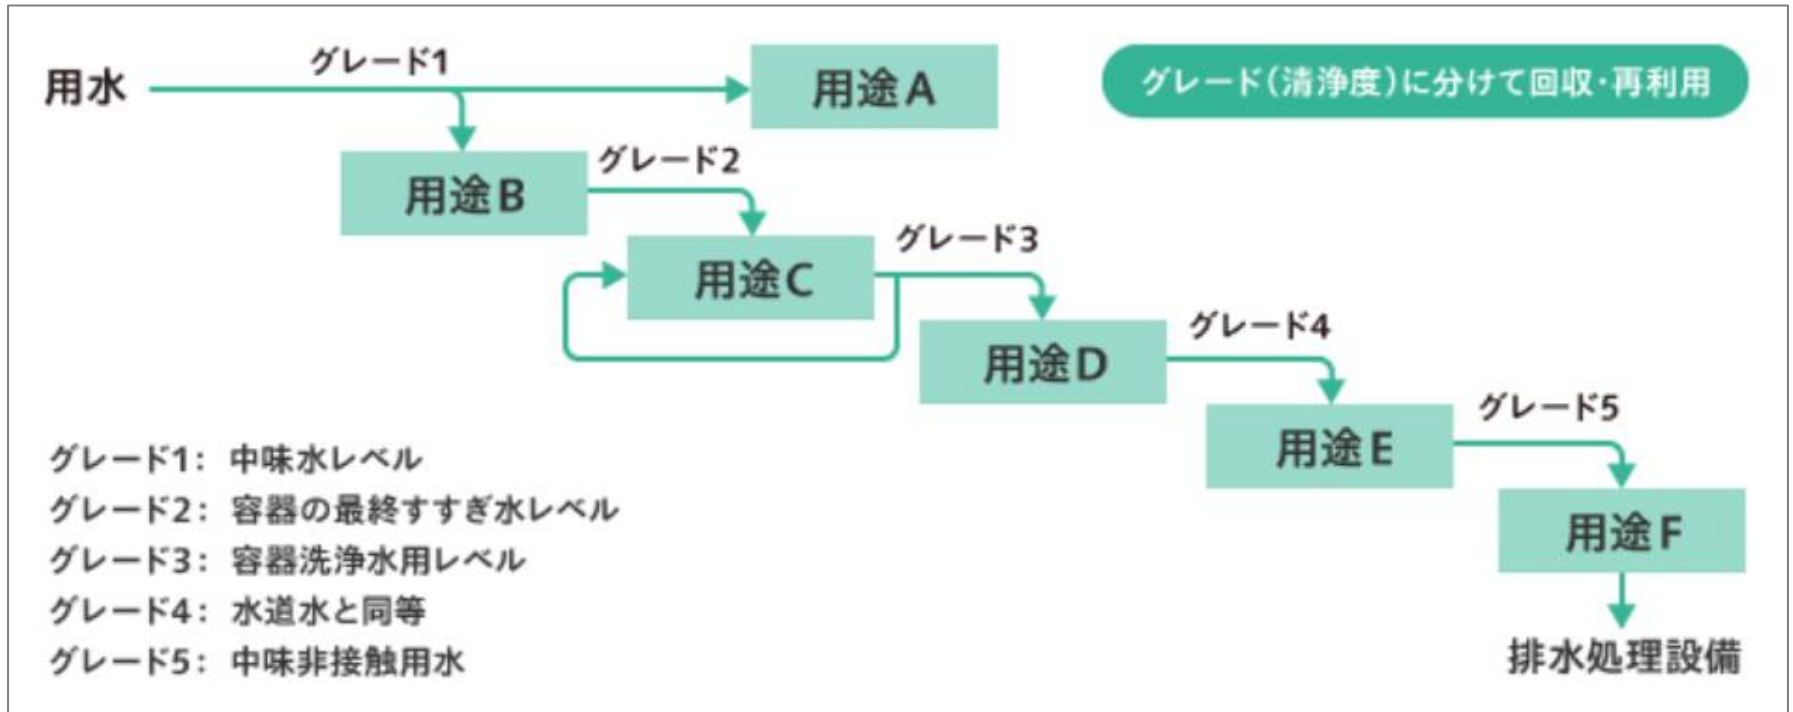 用水
グレード1
用途A
グレード(清浄度)に分けて回収・再利用
用途B
グレード2
用途C
グレード3
用途D
グレード4
用途E
グレード5
用途F
排水処理設備
グレード1: 中味水レベル
グレード2: 容器の最終すすぎ水レベル
グレード3: 容器洗浄水用レベル
グレード4: 水道水と同等
グレード5: 中味非接触用水